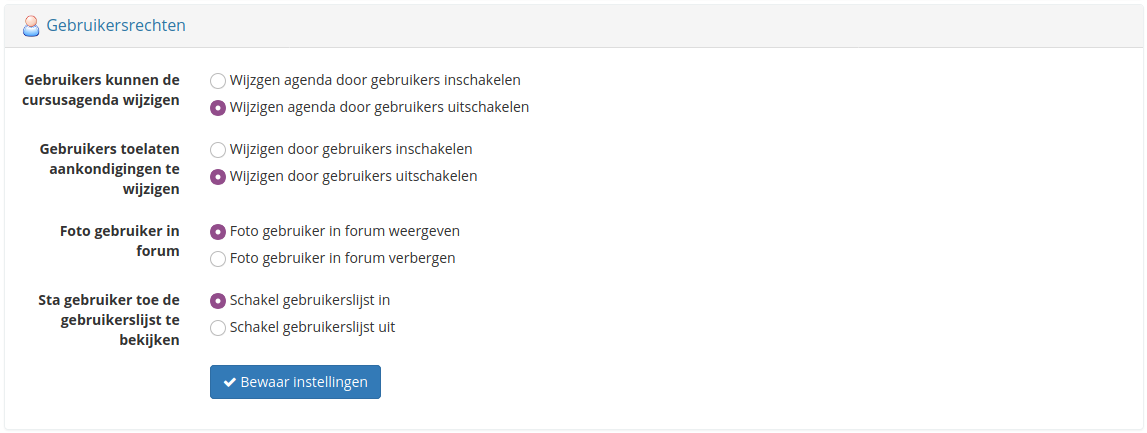 Gebruikersrechten
Gebruikers kunnen de
cursusagenda wijzigen
Wijzgen agenda door gebruikers inschakelen
Wijzigen agenda door gebruikers uitschakelen
Gebruikers toelaten
aankondigingen te
wijzigen
Wijzigen door gebruikers inschakelen
Wijzigen door gebruikers uitschakelen
Foto gebruiker in
forum
Foto gebruiker in forum weergeven
Foto gebruiker in forum verbergen
Sta gebruiker toe de
gebruikerslijst te
bekijken
Schakel gebruikerslijst in
Schakel gebruikerslijst uit
Bewaar instellingen